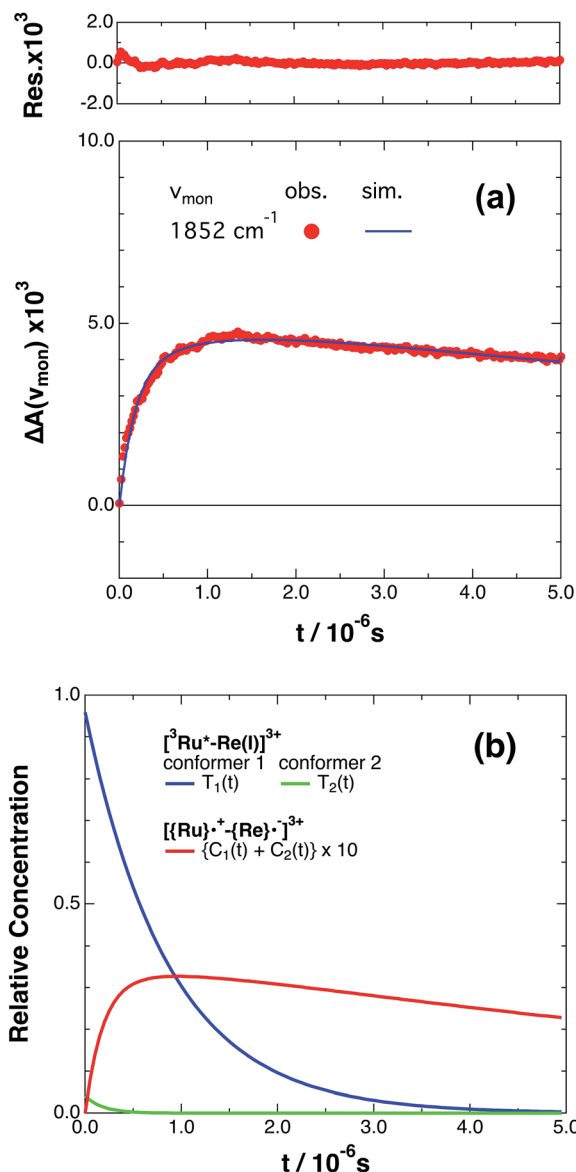 Res.x10³
2.0
0.0
-2.0
10.0
5.0
0.0
ΔA(νmon) x10³
(a)
νmon obs. sim.
1852 cm⁻¹
0.0 1.0 2.0 3.0 4.0 5.0
t / 10⁻⁶s
1.0
0.5
0.0
Relative Concentration
(b)
[³Ru*-Re(I)]³⁺
conformer 1 conformer 2
T₁(t) T₂(t)
[{Ru}•⁺-{Re}•⁻]³⁺
{C₁(t) + C₂(t)} x 10
0.0 1.0 2.0 3.0 4.0 5.0
t / 10⁻⁶s